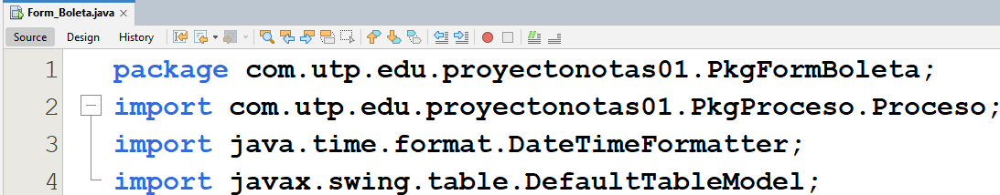 Form_Boleta.java
Source Design History
1 package com.utp.edu.proyectonotas01.PkgFormBoleta;
2 import com.utp.edu.proyectonotas01.PkgProceso.Proceso;
3 import java.time.format.DateTimeFormatter;
4 import javax.swing.table.DefaultTableModel;